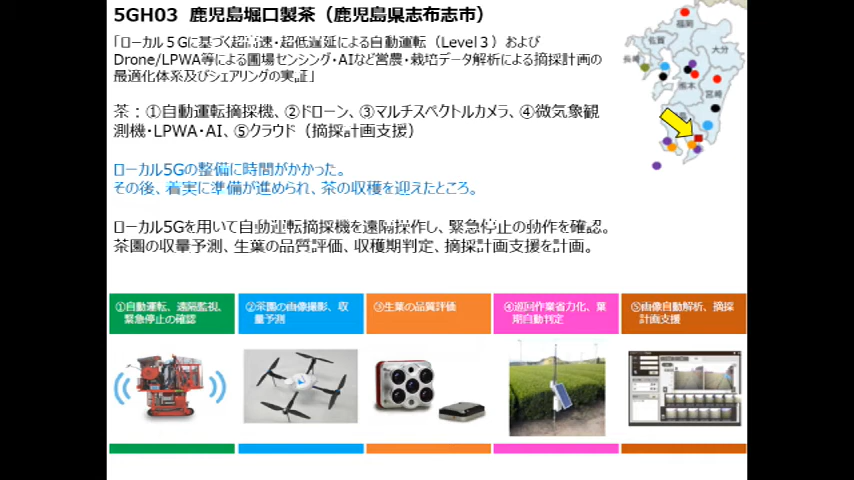 5GH03 鹿児島堀口製茶（鹿児島県志布志市）
「ローカル５Gに基づく超高速・超低遅延による自動運転（Level３）および
Drone/LPWA等による圃場センシング・AIなど営農・栽培データ解析による摘採計画の
最適化体系及びシェアリングの実証」
茶：①自動運転摘採機、②ドローン、③マルチスペクトルカメラ、④微気象観
測機・LPWA・AI、⑤クラウド（摘採計画支援）
ローカル5Gの整備に時間がかかった。
その後、着実に準備が進められ、茶の収穫を迎えたところ。
ローカル5Gを用いて自動運転摘採機を遠隔操作し、緊急停止の動作を確認。
茶園の収量予測、生葉の品質評価、収穫期判定、摘採計画支援を計画。
福岡
佐賀
大分
長崎
熊本
宮崎
①自動運転、遠隔監視、
緊急停止の確認
②茶園の画像撮影、収
量予測
③生葉の品質評価
④巡回作業省力化、葉
期自動判定
⑤画像自動解析、摘採
計画支援